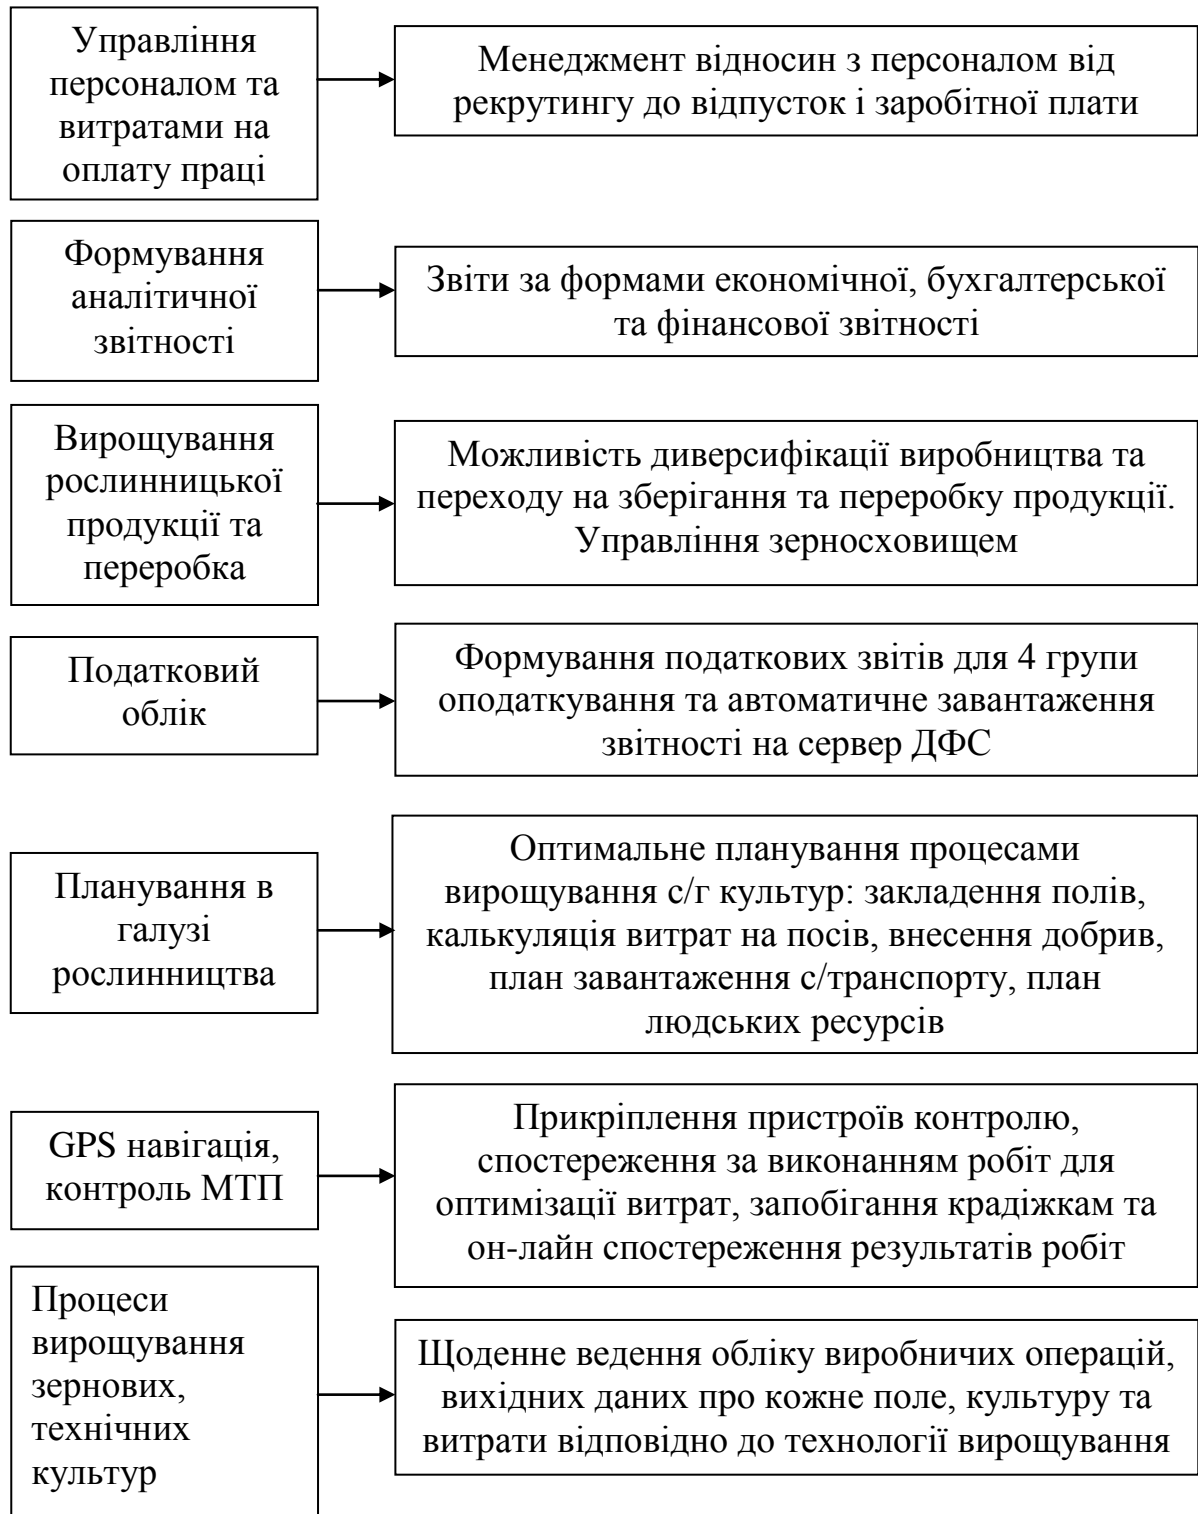 Управління
персоналом та
витратами на
оплату праці
Менеджмент відносин з персоналом від
рекрутингу до відпусток і заробітної плати
Формування
аналітичної
звітності
Звіти за формами економічної, бухгалтерської
та фінансової звітності
Вирощування
рослинницької
продукції та
переробка
Можливість диверсифікації виробництва та
переходу на зберігання та переробку продукції.
Управління зерносховищем
Податковий
облік
Формування податкових звітів для 4 групи
оподаткування та автоматичне завантаження
звітності на сервер ДФС
Планування в
галузі
рослинництва
Оптимальне планування процесами
вирощування с/г культур: закладення полів,
калькуляція витрат на посів, внесення добрив,
план завантаження с/транспорту, план
людських ресурсів
GPS навігація,
контроль МТП
Прикріплення пристроїв контролю,
спостереження за виконанням робіт для
оптимізації витрат, запобігання крадіжкам та
он-лайн спостереження результатів робіт
Процеси
вирощування
зернових,
технічних
культур
Щоденне ведення обліку виробничих операцій,
вихідних даних про кожне поле, культуру та
витрати відповідно до технології вирощування